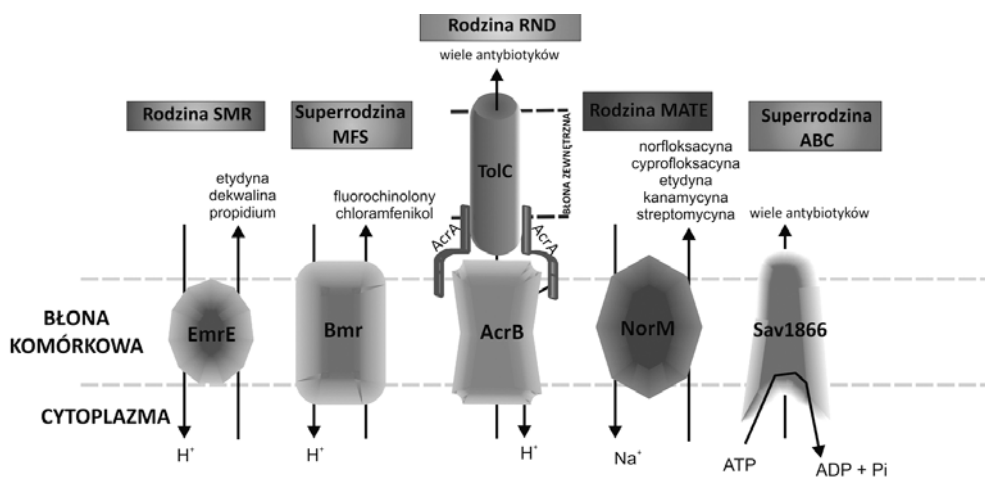 Rodzina RND
wiele antybiotyków
Rodzina SMR
Superrodzina
MFS
Rodzina MATE
Superrodzina
ABC
etydyna
dekwalina
propidium
fluorochinolony
chloramfenikol
TolC
BŁONA ZEWNĘTRZNA
norfloksacyna
cyprofloksacyna
etydyna
kanamycyna
streptomycyna
wiele antybiotyków
AcrA
AcrA
BŁONA
KOMÓRKOWA
EmrE
Bmr
AcrB
NorM
Sav1866
CYTOPLAZMA
H⁺
H⁺
H⁺
Na⁺
ATP
ADP + Pi